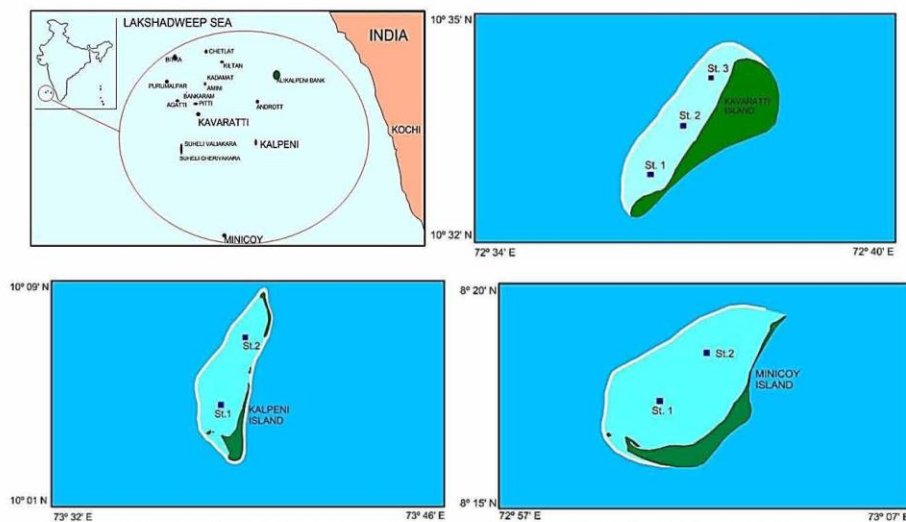 LAKSHADWEEP SEA
INDIA
CHETLAT
BITRA
KILTAN
KADAMAT
PURUMALPAR
AMINI
BANKARAM
AGATTI
PITTI
ANDROTT
KAVARATTI
KOCHI
SUHELI VALIAKARA
KALPENI
SUHELI CHERIYAKARA
MINICOY
10° 35' N
St. 3
KAVARATTI
ISLAND
St. 2
St. 1
10° 32' N
72° 34' E
72° 40' E
10° 09' N
St.2
St.1
KALPENI
ISLAND
10° 01' N
73° 32' E
73° 46' E
8° 20' N
St.2
MINICOY
ISLAND
St. 1
8° 15' N
72° 57' E
73° 07' E